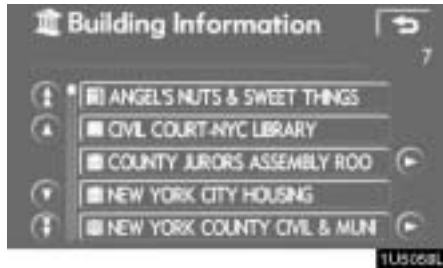 Building Information
7
ANGEL'S NUTS & SWEET THINGS
CIVIL COURT-NYC LIBRARY
COUNTY JURORS ASSEMBLY ROO
NEW YORK CITY HOUSING
NEW YORK COUNTY CIVIL & MUNI